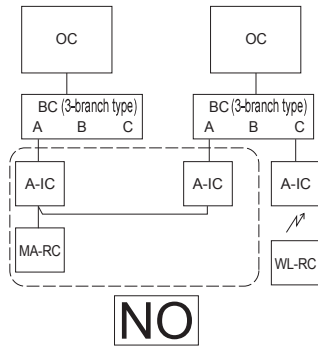 OC OC
BC (3-branch type) BC (3-branch type)
A B C A B C
A-IC A-IC A-IC
MA-RC WL-RC
NO